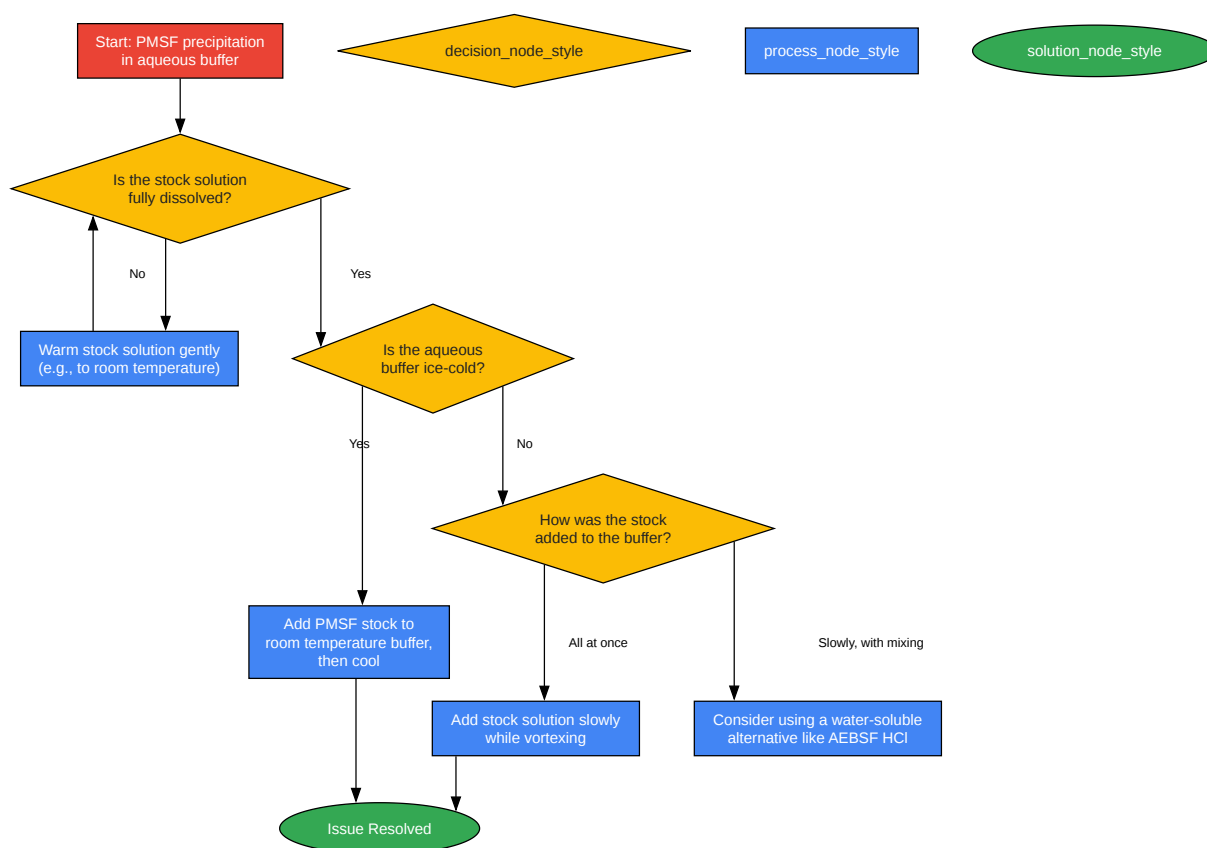 Start: PMSF precipitation
in aqueous buffer
decision_node_style
process_node_style
solution_node_style
Is the stock solution
fully dissolved?
No
Yes
Warm stock solution gently
(e.g., to room temperature)
Is the aqueous
buffer ice-cold?
Yes
No
How was the stock
added to the buffer?
Add PMSF stock to
room temperature buffer,
then cool
All at once
Slowly, with mixing
Add stock solution slowly
while vortexing
Consider using a water-soluble
alternative like AEBSF HCl
Issue Resolved